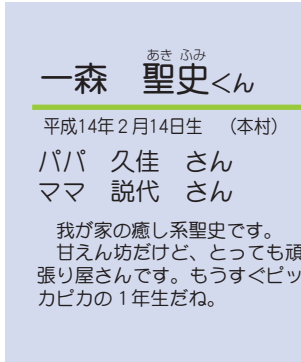 あき ふみ
一森 聖史くん
平成14年2月14日生 （本村）
パパ 久佳 さん
ママ 説代 さん
我が家の癒し系聖史です。
甘えん坊だけど、とっても頑
張り屋さんです。もうすぐピッ
カピカの1年生だね。